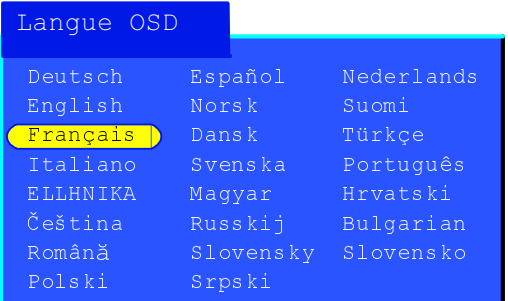 Langue OSD
Deutsch Español Nederlands
English Norsk Suomi
Français Dansk Türkçe
Italiano Svenska Português
ELLHNIKA Magyar Hrvatski
Čeština Russkij Bulgarian
Română Slovensky Slovensko
Polski Srpski